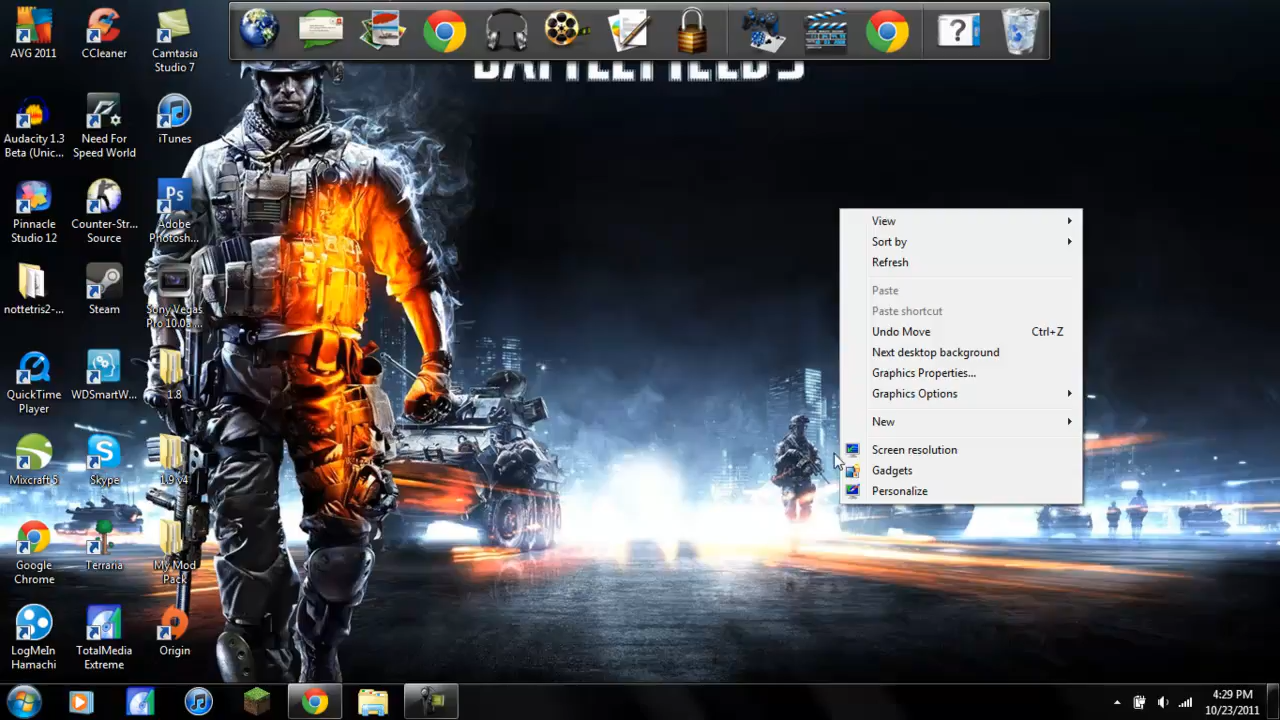 BATTLEFIELD 3
AVG 2011
CCleaner
Camtasia
Studio 7
Audacity 1.3
Beta (Unic...
Need For
Speed World
iTunes
Pinnacle
Studio 12
Counter-Str...
Source
Ps
Adobe
Photosh...
nottetris2-...
Steam
Sony Vegas
Pro 10.0a ...
QuickTime
Player
WDSmartW...
1.8
Mixcraft 5
Skype
1.9 v4
Google
Chrome
Terraria
My Mod
Pack
LogMeIn
Hamachi
TotalMedia
Extreme
Origin
View
Sort by
Refresh
Paste
Paste shortcut
Undo Move Ctrl+Z
Next desktop background
Graphics Properties...
Graphics Options
New
Screen resolution
Gadgets
Personalize
4:29 PM
10/23/2011